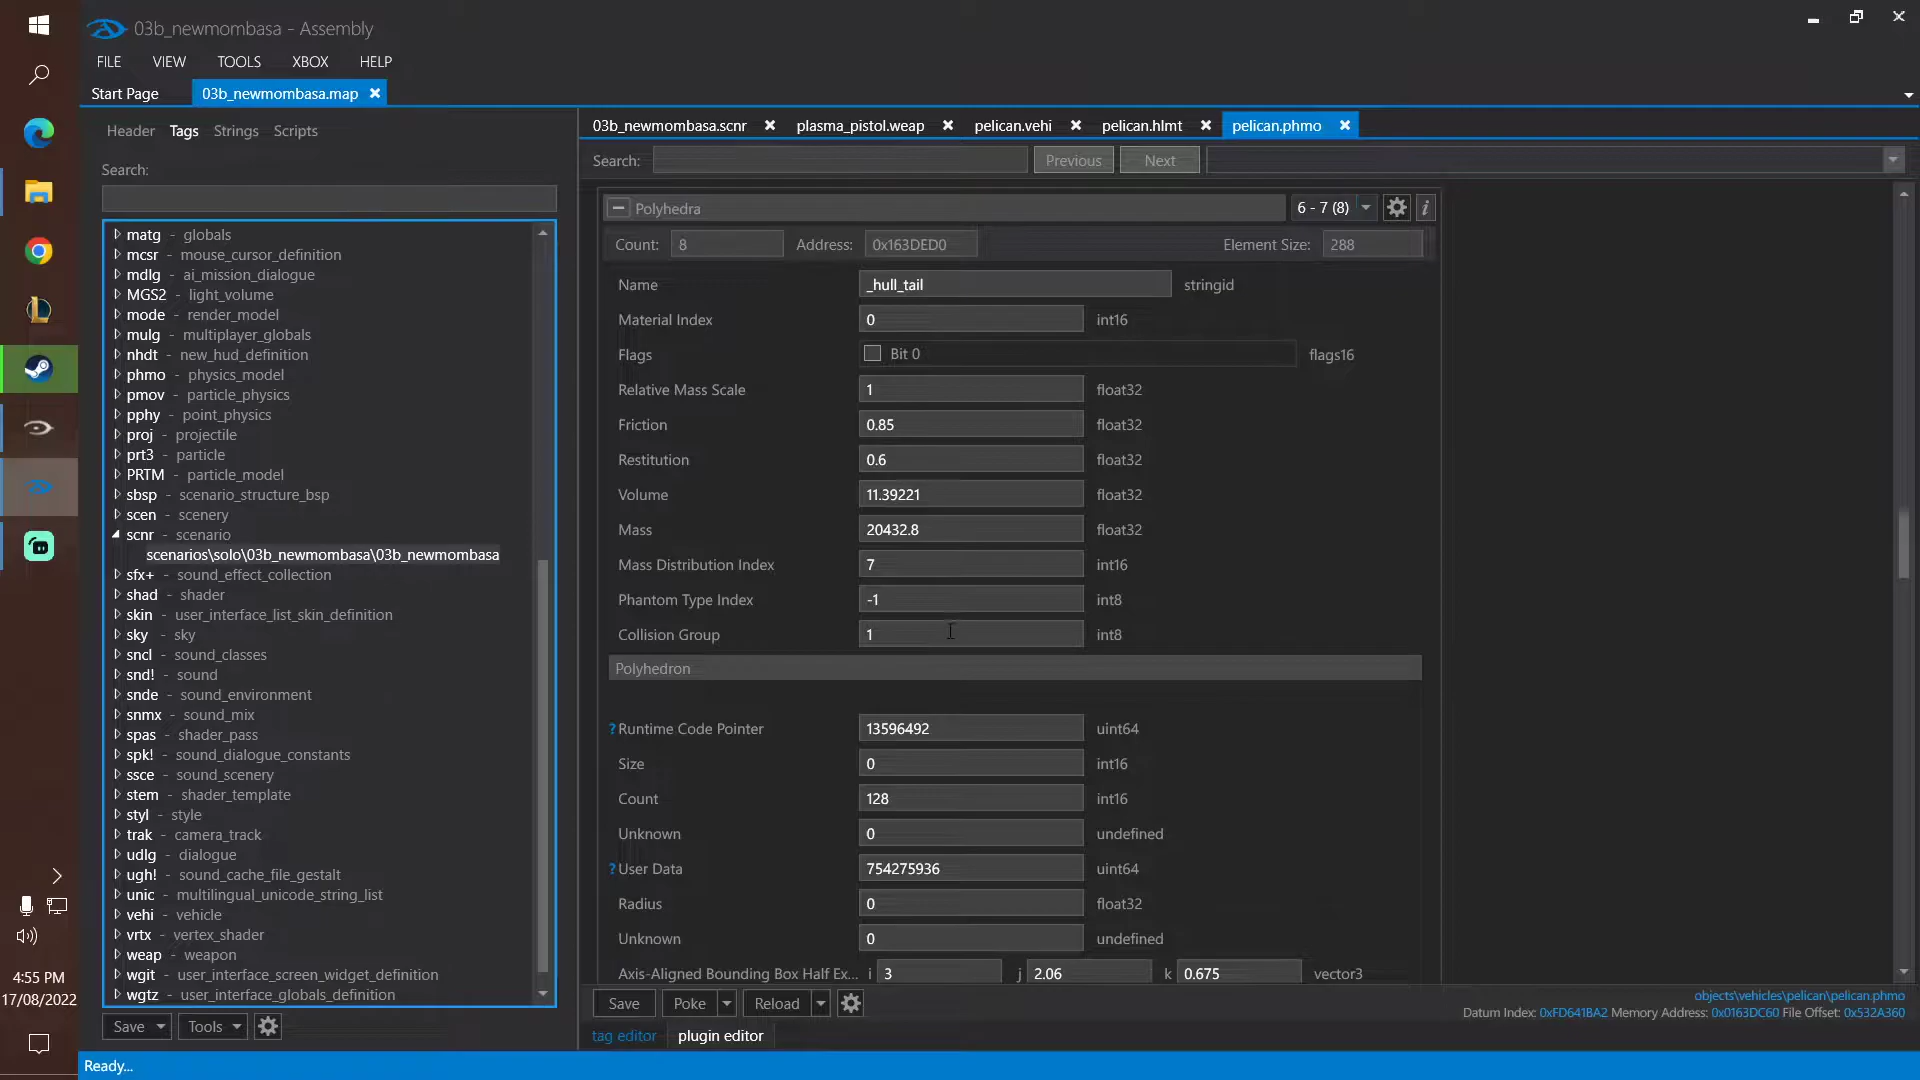 03b_newmombasa - Assembly
FILE VIEW TOOLS XBOX HELP
Start Page 03b_newmombasa.map
Header Tags Strings Scripts
Search:
matg - globals
mcsr - mouse_cursor_definition
mdlg - ai_mission_dialogue
MGS2 - light_volume
mode - render_model
mulg - multiplayer_globals
nhdt - new_hud_definition
phmo - physics_model
pmov - particle_physics
pphy - point_physics
proj - projectile
prt3 - particle
PRTM - particle_model
sbsp - scenario_structure_bsp
scen - scenery
scnr - scenario
scenarios\solo\03b_newmombasa\03b_newmombasa
sfx+ - sound_effect_collection
shad - shader
skin - user_interface_list_skin_definition
sky - sky
sncl - sound_classes
snd! - sound
snde - sound_environment
snmx - sound_mix
spas - shader_pass
spk! - sound_dialogue_constants
ssce - sound_scenery
stem - shader_template
styl - style
trak - camera_track
udlg - dialogue
ugh! - sound_cache_file_gestalt
unic - multilingual_unicode_string_list
vehi - vehicle
vrtx - vertex_shader
weap - weapon
wgit - user_interface_screen_widget_definition
wgtz - user_interface_globals_definition
Save Tools
03b_newmombasa.scnr plasma_pistol.weap pelican.vehi pelican.hlmt pelican.phmo
Search: Previous Next
Polyhedra 6 - 7 (8) i
Count: 8 Address: 0x163DED0 Element Size: 288
Name _hull_tail stringid
Material Index 0 int16
Flags Bit 0 flags16
Relative Mass Scale 1 float32
Friction 0.85 float32
Restitution 0.6 float32
Volume 11.39221 float32
Mass 20432.8 float32
Mass Distribution Index 7 int16
Phantom Type Index -1 int8
Collision Group 1 int8
Polyhedron
?Runtime Code Pointer 13596492 uint64
Size 0 int16
Count 128 int16
Unknown 0 undefined
?User Data 754275936 uint64
Radius 0 float32
Unknown 0 undefined
Axis-Aligned Bounding Box Half Ex... i 3 j 2.06 k 0.675 vector3
Save Poke Reload
objects\vehicles\pelican\pelican.phmo
Datum Index: 0xFD641BA2 Memory Address: 0x0163DC60 File Offset: 0x532A360
tag editor plugin editor
4:55 PM
17/08/2022
Ready...